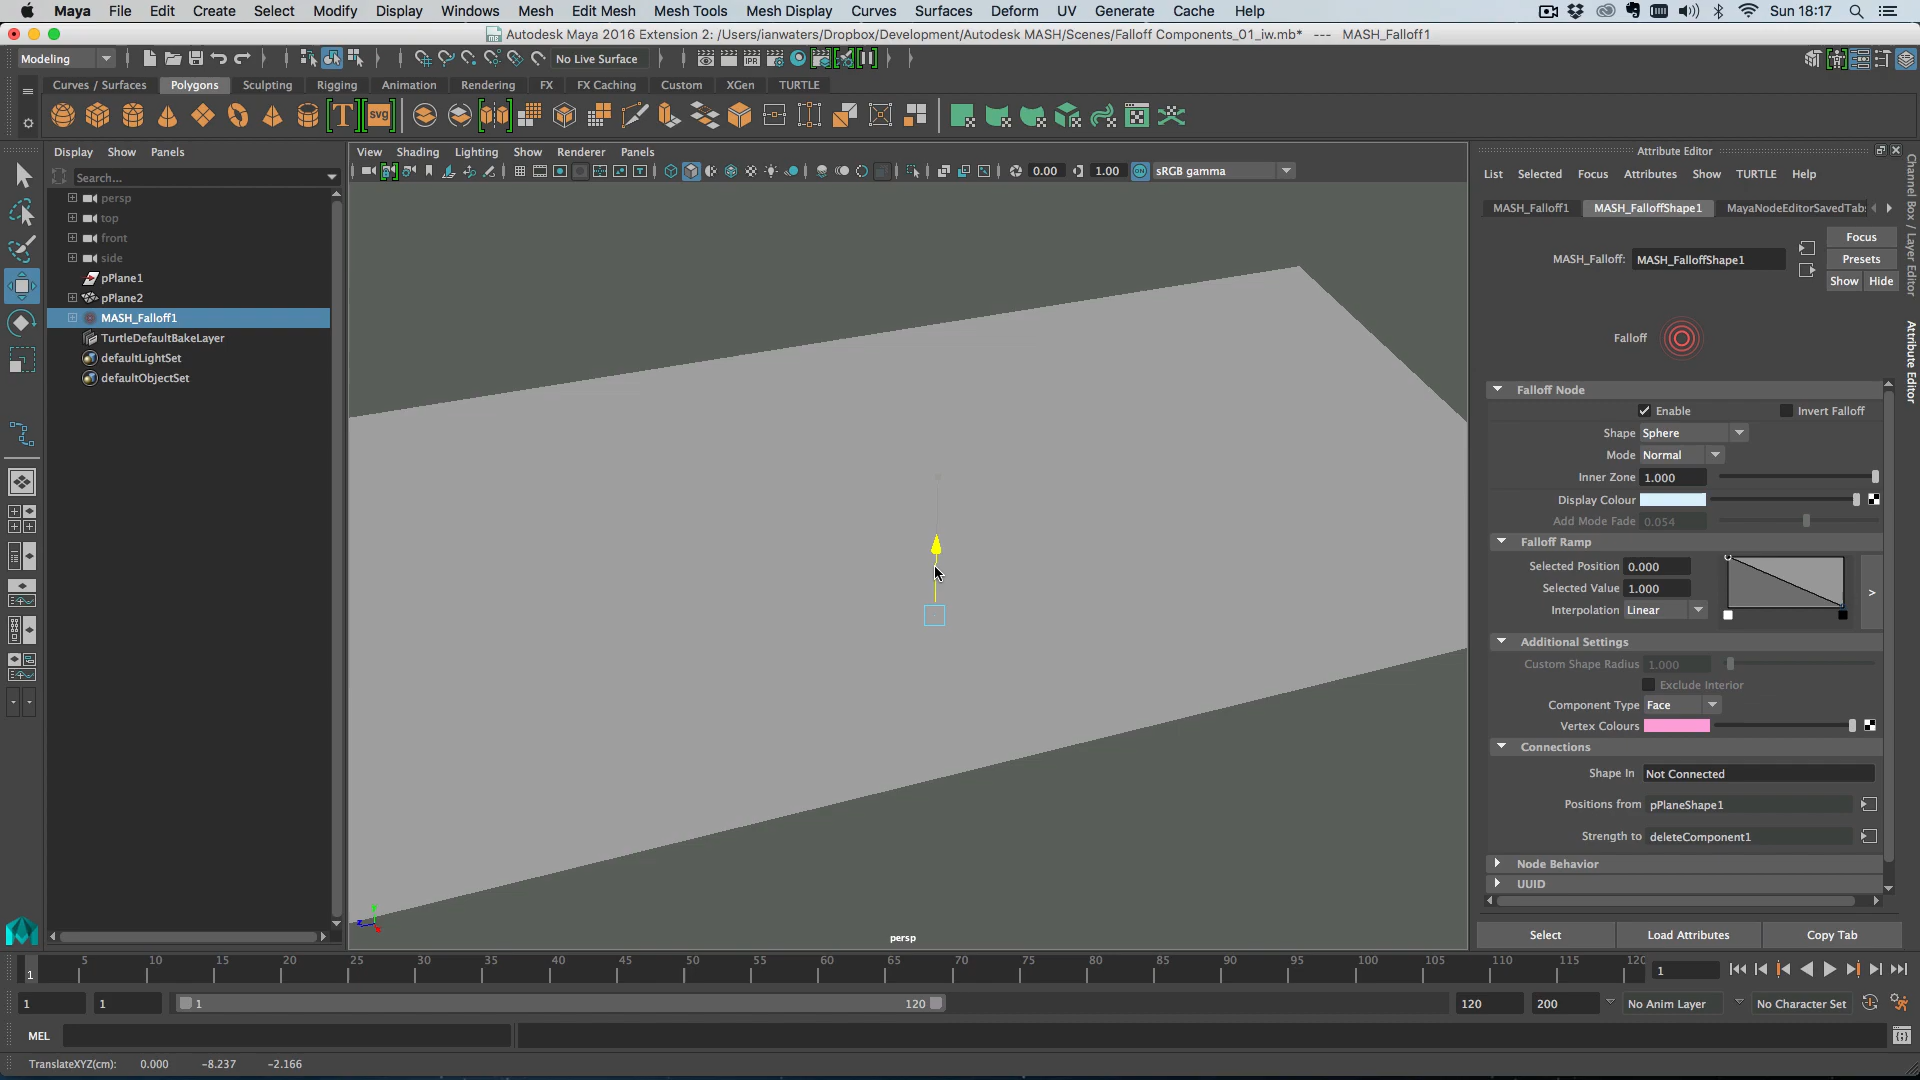 Maya File Edit Create Select Modify Display Windows Mesh Edit Mesh Mesh Tools Mesh Display Curves Surfaces Deform UV Generate Cache Help Sun 18:17
Autodesk Maya 2016 Extension 2: /Users/ianwaters/Dropbox/Development/Autodesk MASH/Scenes/Falloff Components_01_iw.mb* --- MASH_Falloff1
Modeling No Live Surface
Curves / Surfaces Polygons Sculpting Rigging Animation Rendering FX FX Caching Custom XGen TURTLE
T SVG
Display Show Panels
View Shading Lighting Show Renderer Panels
Attribute Editor
Search...
0.00 1.00 ON sRGB gamma
List Selected Focus Attributes Show TURTLE Help
persp
top
front
side
pPlane1
pPlane2
MASH_Falloff1
TurtleDefaultBakeLayer
defaultLightSet
defaultObjectSet
MASH_Falloff1 MASH_FalloffShape1 MayaNodeEditorSavedTabs
Focus
MASH_Falloff: MASH_FalloffShape1
Presets
Show Hide
Falloff
Falloff Node
Enable Invert Falloff
Shape Sphere
Mode Normal
Inner Zone 1.000
Display Colour
Add Mode Fade 0.054
Falloff Ramp
Selected Position 0.000
Selected Value 1.000
>
Interpolation Linear
Additional Settings
Custom Shape Radius 1.000
Exclude Interior
Component Type Face
Vertex Colours
Connections
Shape In Not Connected
Positions from pPlaneShape1
Strength to deleteComponent1
Node Behavior
UUID
Select Load Attributes Copy Tab
Channel Box / Layer Editor
Attribute Editor
persp
1 5 10 15 20 25 30 35 40 45 50 55 60 65 70 75 80 85 90 95 100 105 110 115 120 1
1 1 1 120 120 200 No Anim Layer No Character Set
MEL
TranslateXYZ(cm): 0.000 -8.237 -2.166